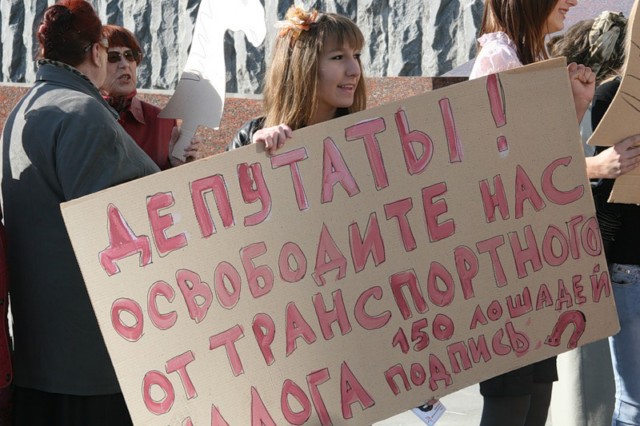 ДЕПУТАТЫ!
ОСВОБОДИТЕ НАС
ОТ ТРАНСПОРТНОГО
НАЛОГА 150 ЛОШАДЕЙ
ПОДПИСЬ